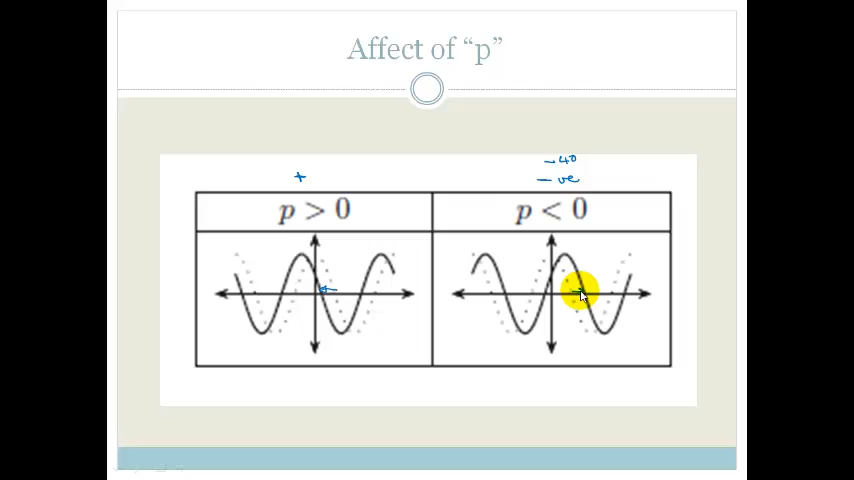 Affect of “p”
+
- 40
- ve
p > 0
p < 0